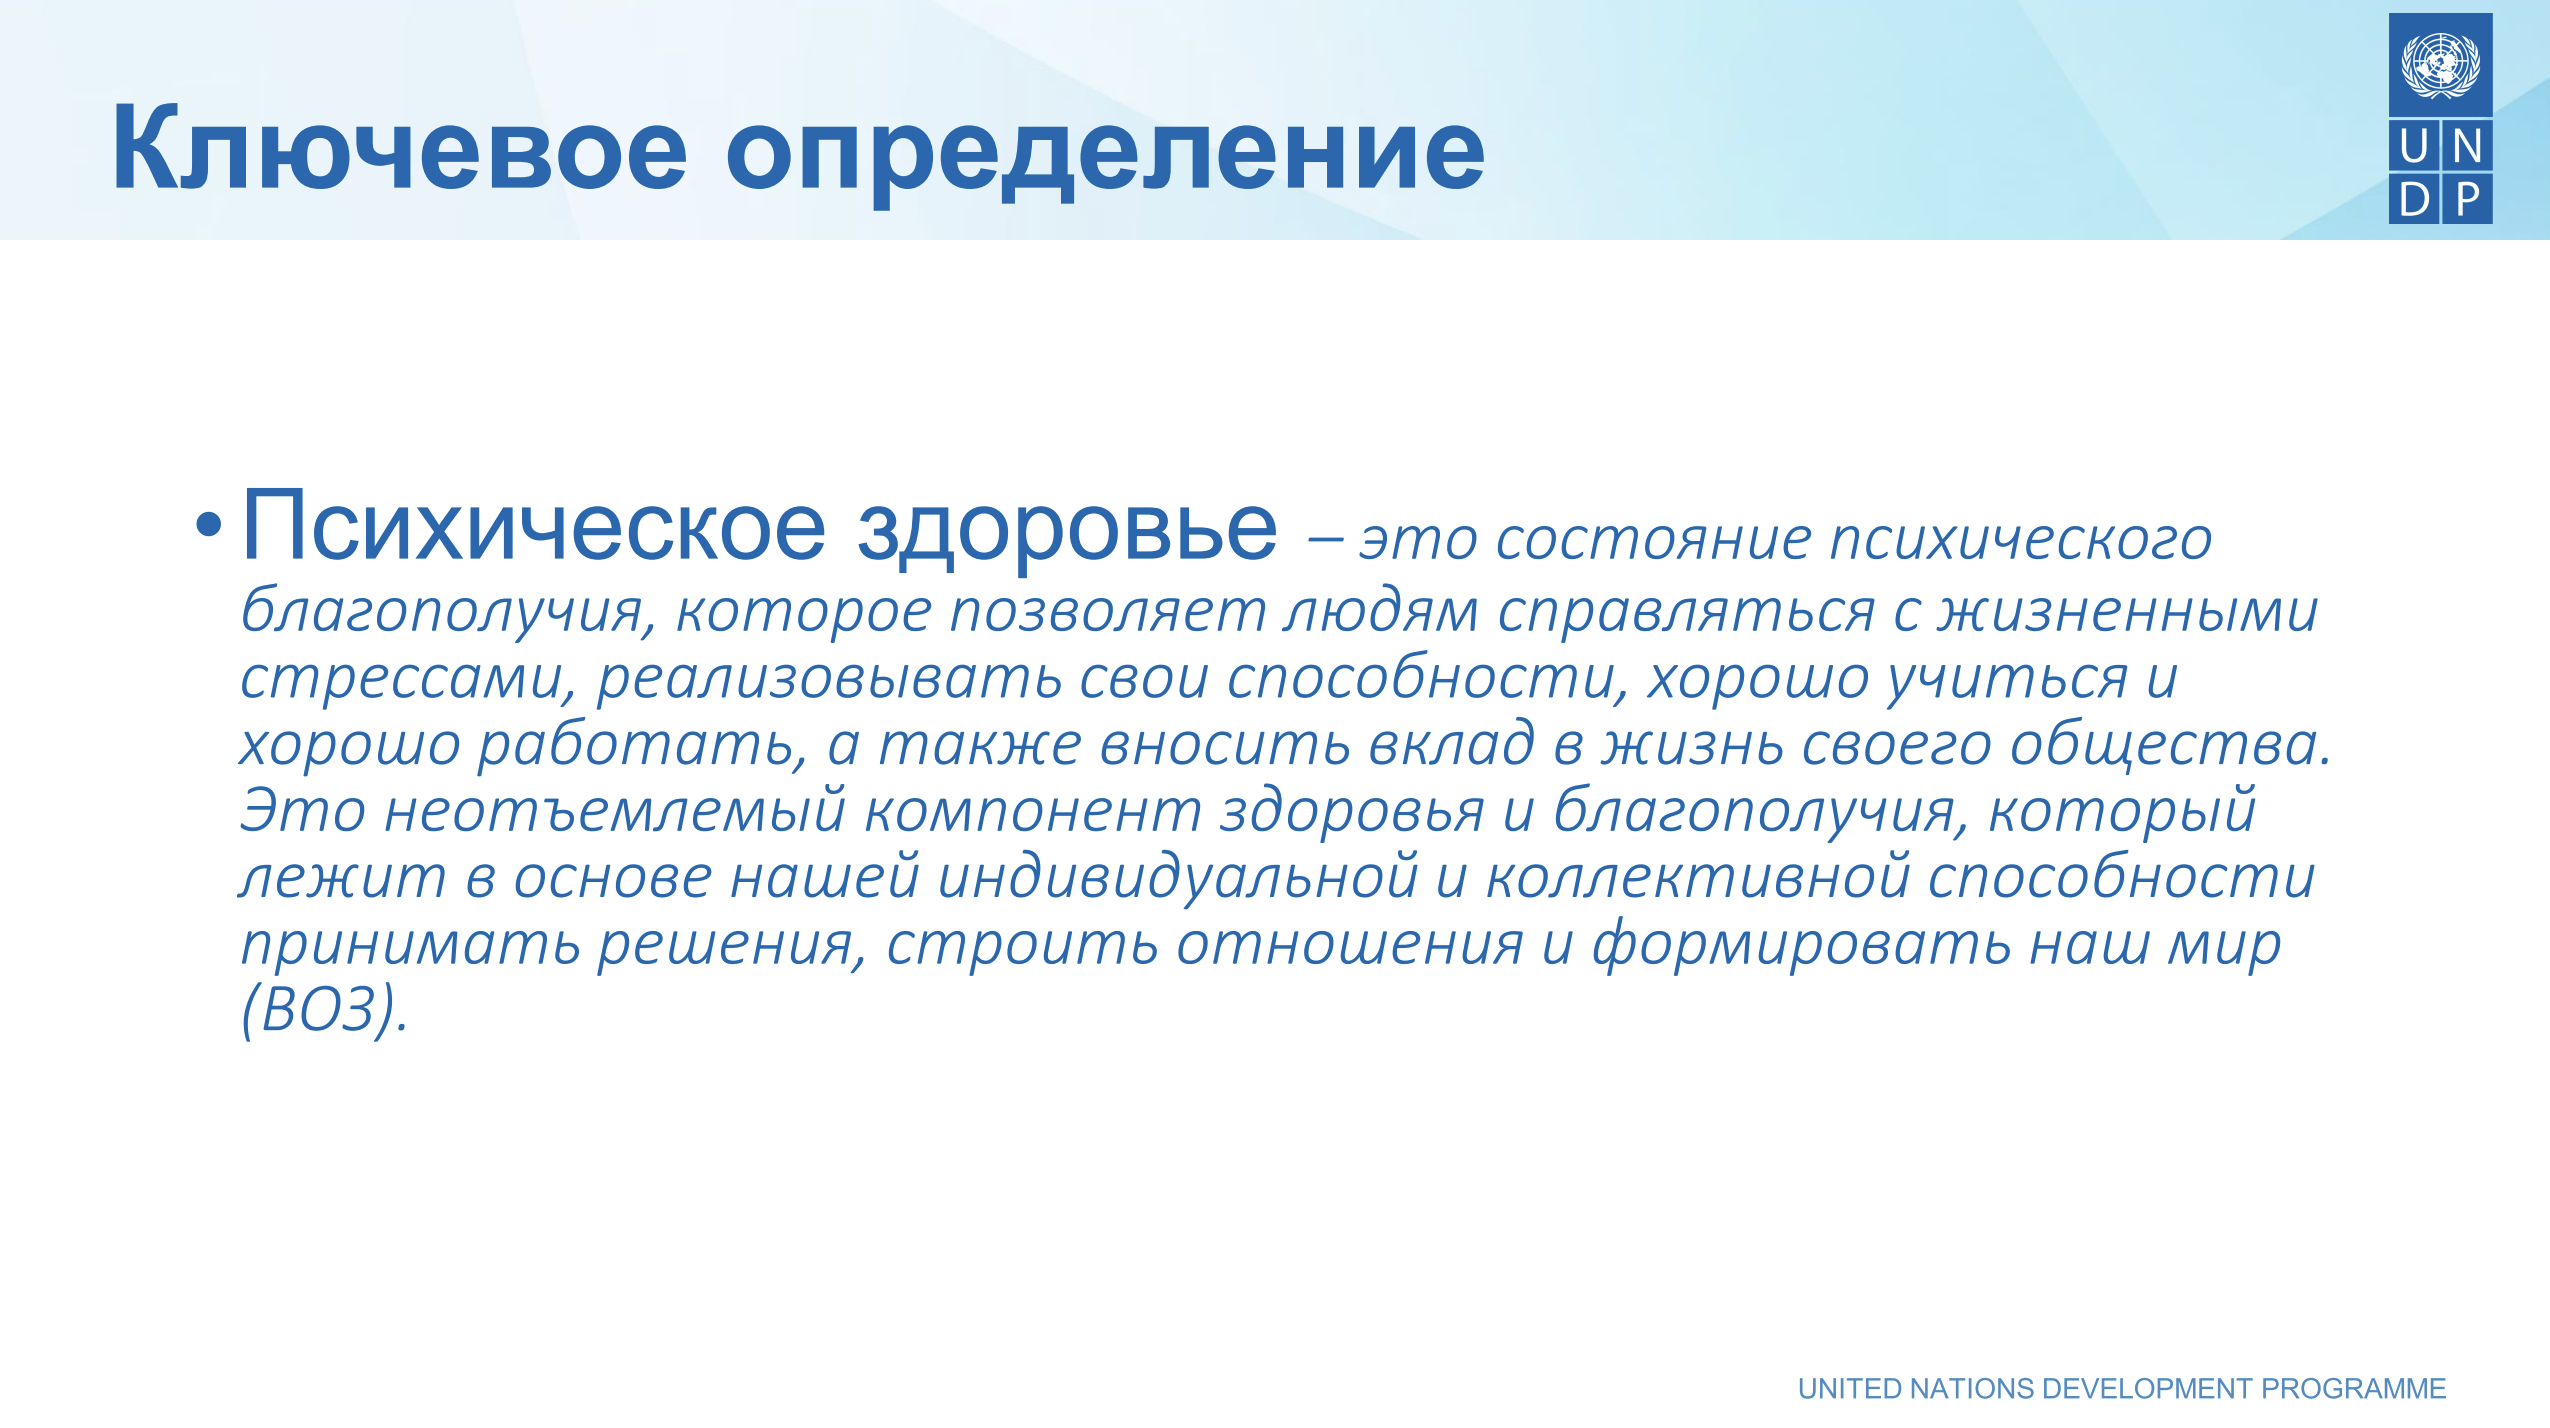 Ключевое определение
U N
D P
• Психическое здоровье – это состояние психического
благополучия, которое позволяет людям справляться с жизненными
стрессами, реализовывать свои способности, хорошо учиться и
хорошо работать, а также вносить вклад в жизнь своего общества.
Это неотъемлемый компонент здоровья и благополучия, который
лежит в основе нашей индивидуальной и коллективной способности
принимать решения, строить отношения и формировать наш мир
(ВОЗ).
UNITED NATIONS DEVELOPMENT PROGRAMME